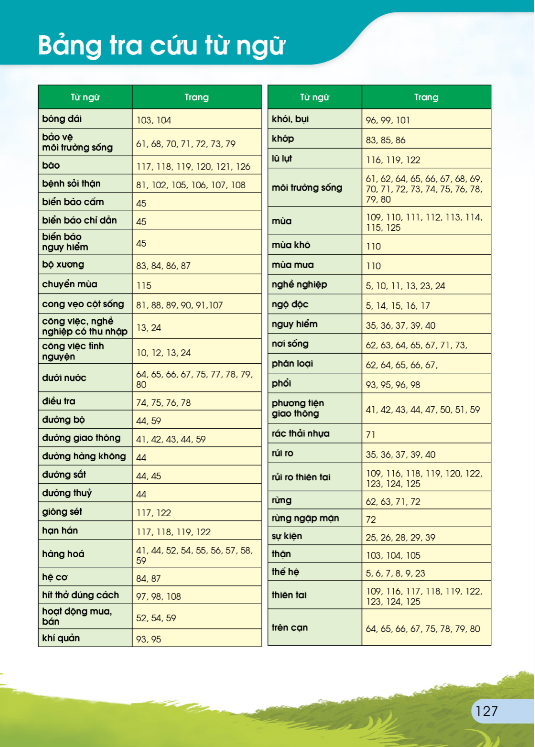 Bảng tra cứu từ ngữ
Từ ngữ Trang
bóng đái 103, 104
bảo vệ
môi trường sống 61, 68, 70, 71, 72, 73, 79
bão 117, 118, 119, 120, 121, 126
bệnh sỏi thận 81, 102, 105, 106, 107, 108
biển báo cấm 45
biển báo chỉ dẫn 45
biển báo
nguy hiểm 45
bộ xương 83, 84, 86, 87
chuyển mùa 115
cong vẹo cột sống 81, 88, 89, 90, 91,107
công việc, nghề
nghiệp có thu nhập 13, 24
công việc tình
nguyện 10, 12, 13, 24
dưới nước 64, 65, 66, 67, 75, 77, 78, 79,
80
điều tra 74, 75, 76, 78
đường bộ 44, 59
đường giao thông 41, 42, 43, 44, 59
đường hàng không 44
đường sắt 44, 45
đường thuỷ 44
giông sét 117, 122
hạn hán 117, 118, 119, 122
hàng hoá 41, 44, 52, 54, 55, 56, 57, 58,
59
hệ cơ 84, 87
hít thở đúng cách 97, 98, 108
hoạt động mua,
bán 52, 54, 59
khí quản 93, 95
Từ ngữ Trang
khói, bụi 96, 99, 101
khớp 83, 85, 86
lũ lụt 116, 119, 122
môi trường sống 61, 62, 64, 65, 66, 67, 68, 69,
70, 71, 72, 73, 74, 75, 76, 78,
79, 80
mùa 109, 110, 111, 112, 113, 114,
115, 125
mùa khô 110
mùa mưa 110
nghề nghiệp 5, 10, 11, 13, 23, 24
ngộ độc 5, 14, 15, 16, 17
nguy hiểm 35, 36, 37, 39, 40
nơi sống 62, 63, 64, 65, 67, 71, 73,
phân loại 62, 64, 65, 66, 67,
phổi 93, 95, 96, 98
phương tiện
giao thông 41, 42, 43, 44, 47, 50, 51, 59
rác thải nhựa 71
rủi ro 35, 36, 37, 39, 40
rủi ro thiên tai 109, 116, 118, 119, 120, 122,
123, 124, 125
rừng 62, 63, 71, 72
rừng ngập mặn 72
sự kiện 25, 26, 28, 29, 39
thận 103, 104, 105
thế hệ 5, 6, 7, 8, 9, 23
thiên tai 109, 116, 117, 118, 119, 122,
123, 124, 125
trên cạn 64, 65, 66, 67, 75, 78, 79, 80
127